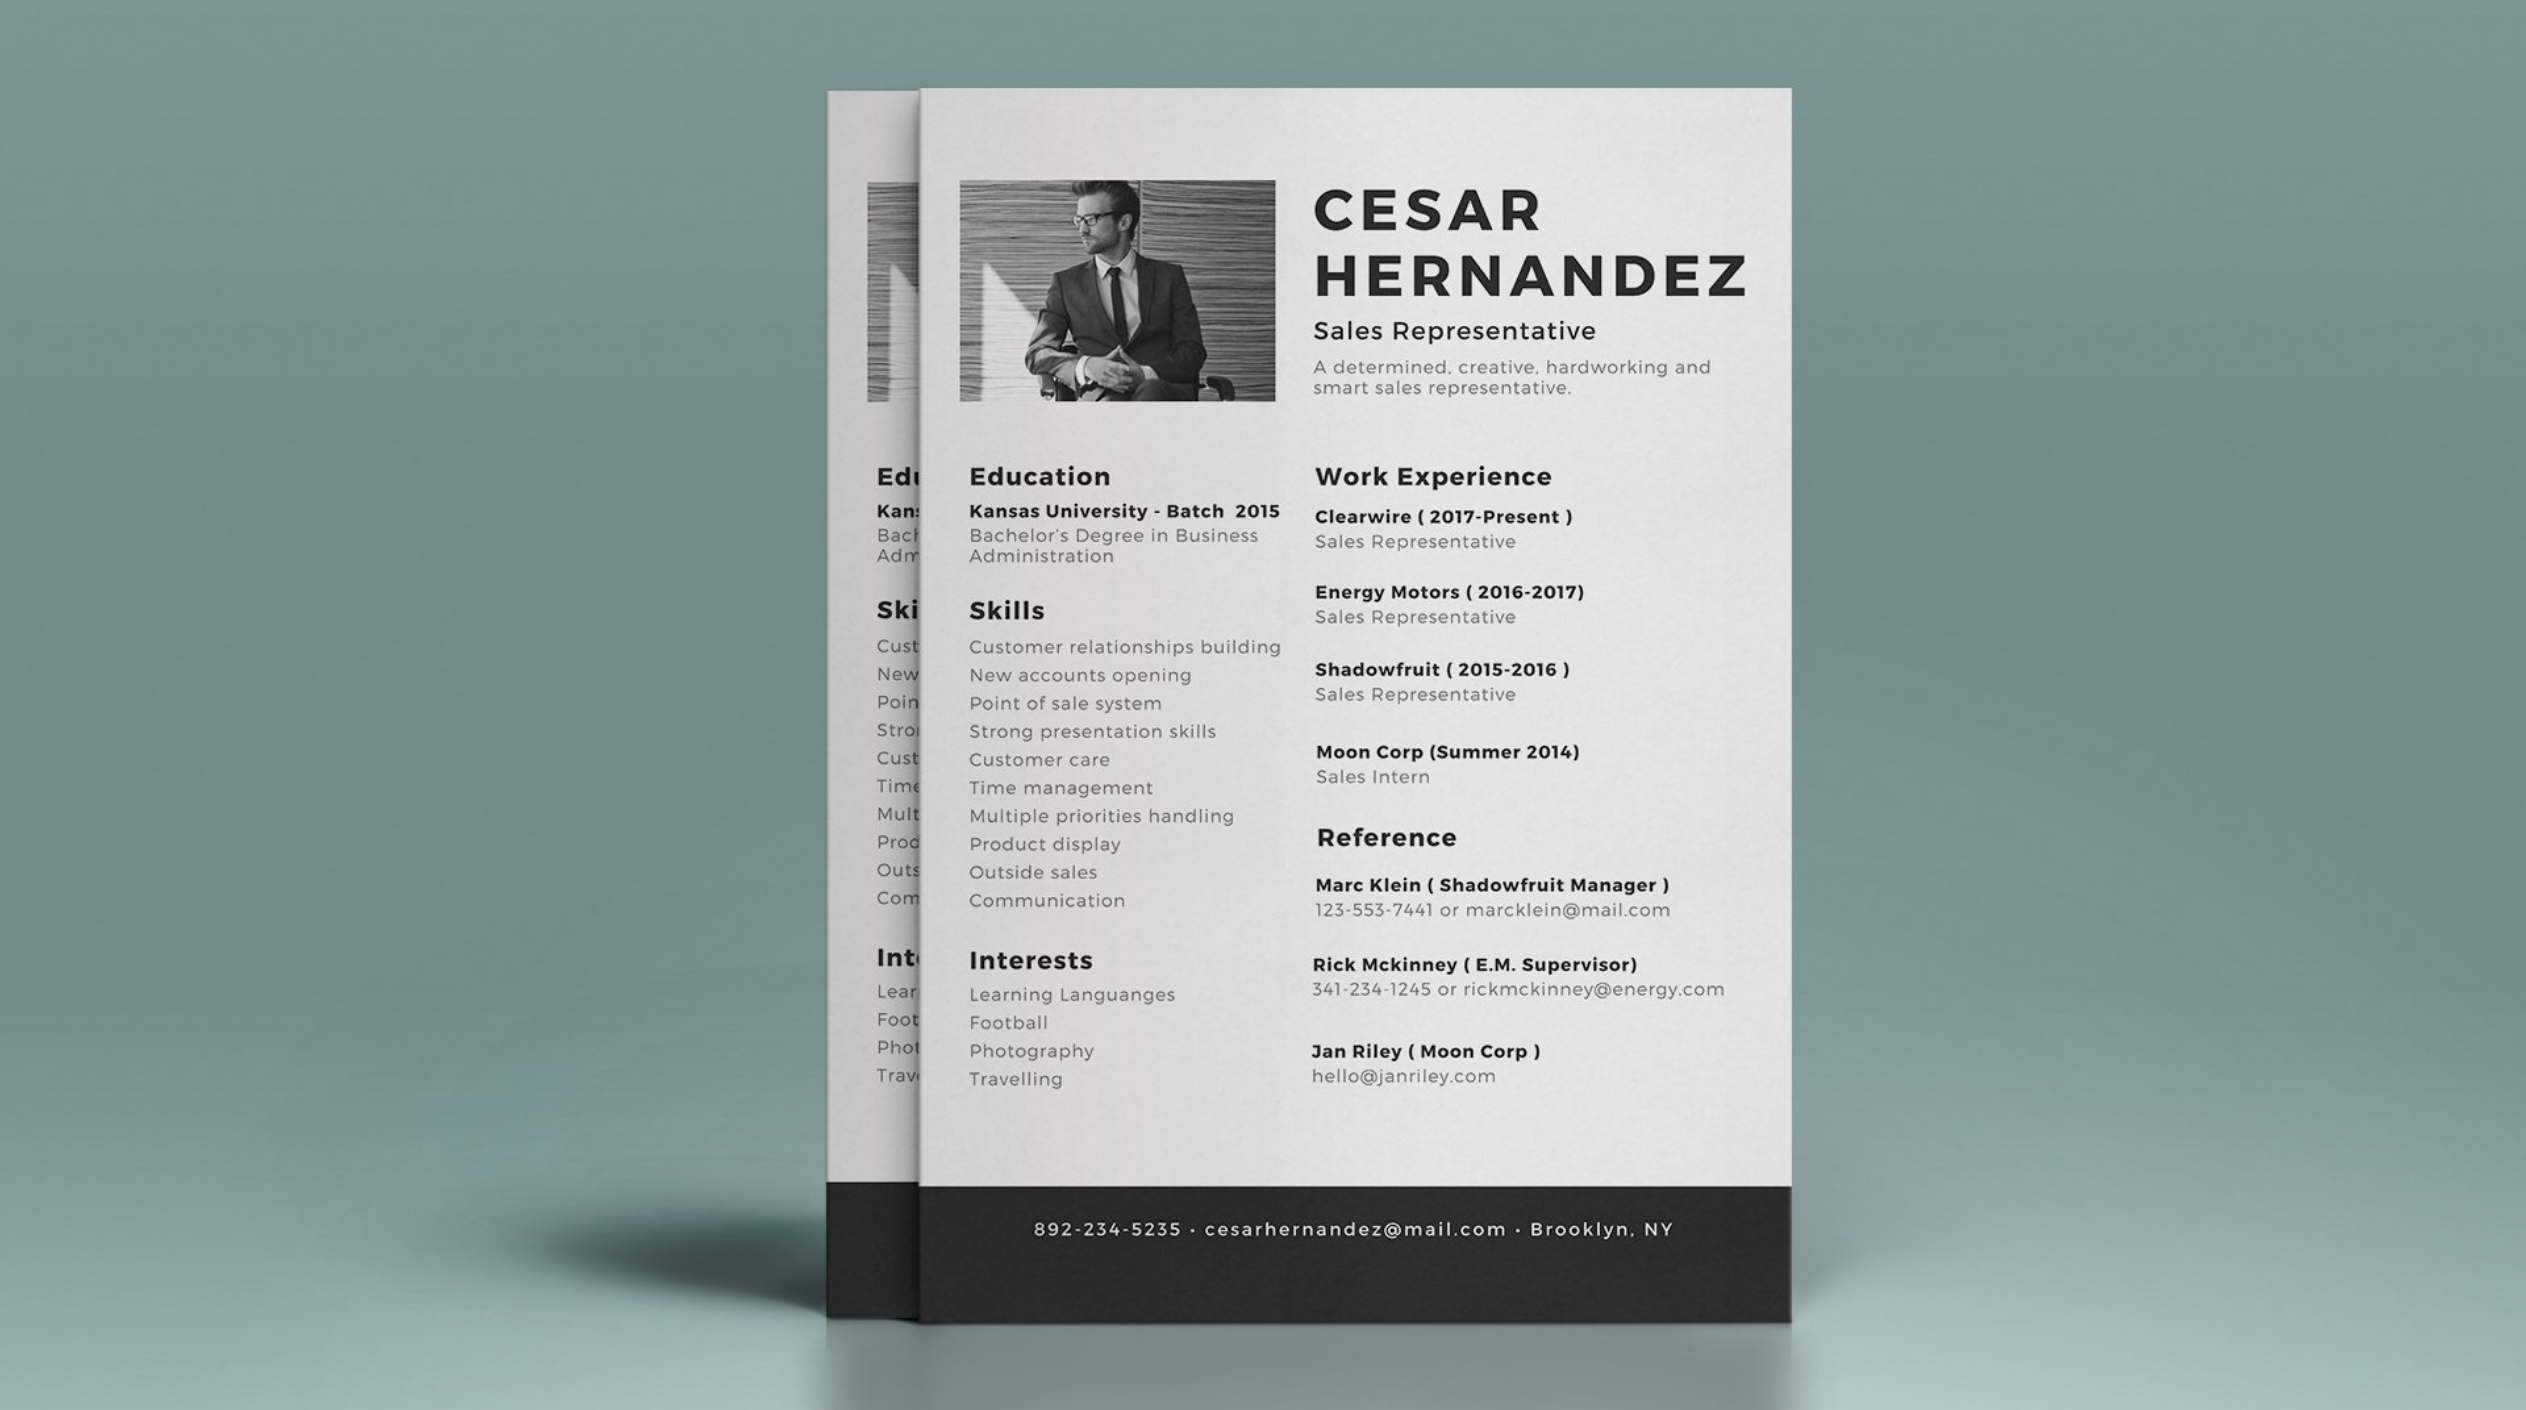 CESAR
HERNANDEZ
Sales Representative
A determined, creative, hardworking and
smart sales representative.
Education
Kansas University - Batch 2015
Bachelor's Degree in Business
Administration
Skills
Customer relationships building
New accounts opening
Point of sale system
Strong presentation skills
Customer care
Time management
Multiple priorities handling
Product display
Outside sales
Communication
Interests
Learning Languanges
Football
Photography
Travelling
Work Experience
Clearwire ( 2017-Present )
Sales Representative
Energy Motors ( 2016-2017)
Sales Representative
Shadowfruit ( 2015-2016 )
Sales Representative
Moon Corp (Summer 2014)
Sales Intern
Reference
Marc Klein ( Shadowfruit Manager )
123-553-7441 or marcklein@mail.com
Rick Mckinney ( E.M. Supervisor)
341-234-1245 or rickmckinney@energy.com
Jan Riley ( Moon Corp )
hello@janriley.com
892-234-5235 • cesarhernandez@mail.com • Brooklyn, NY